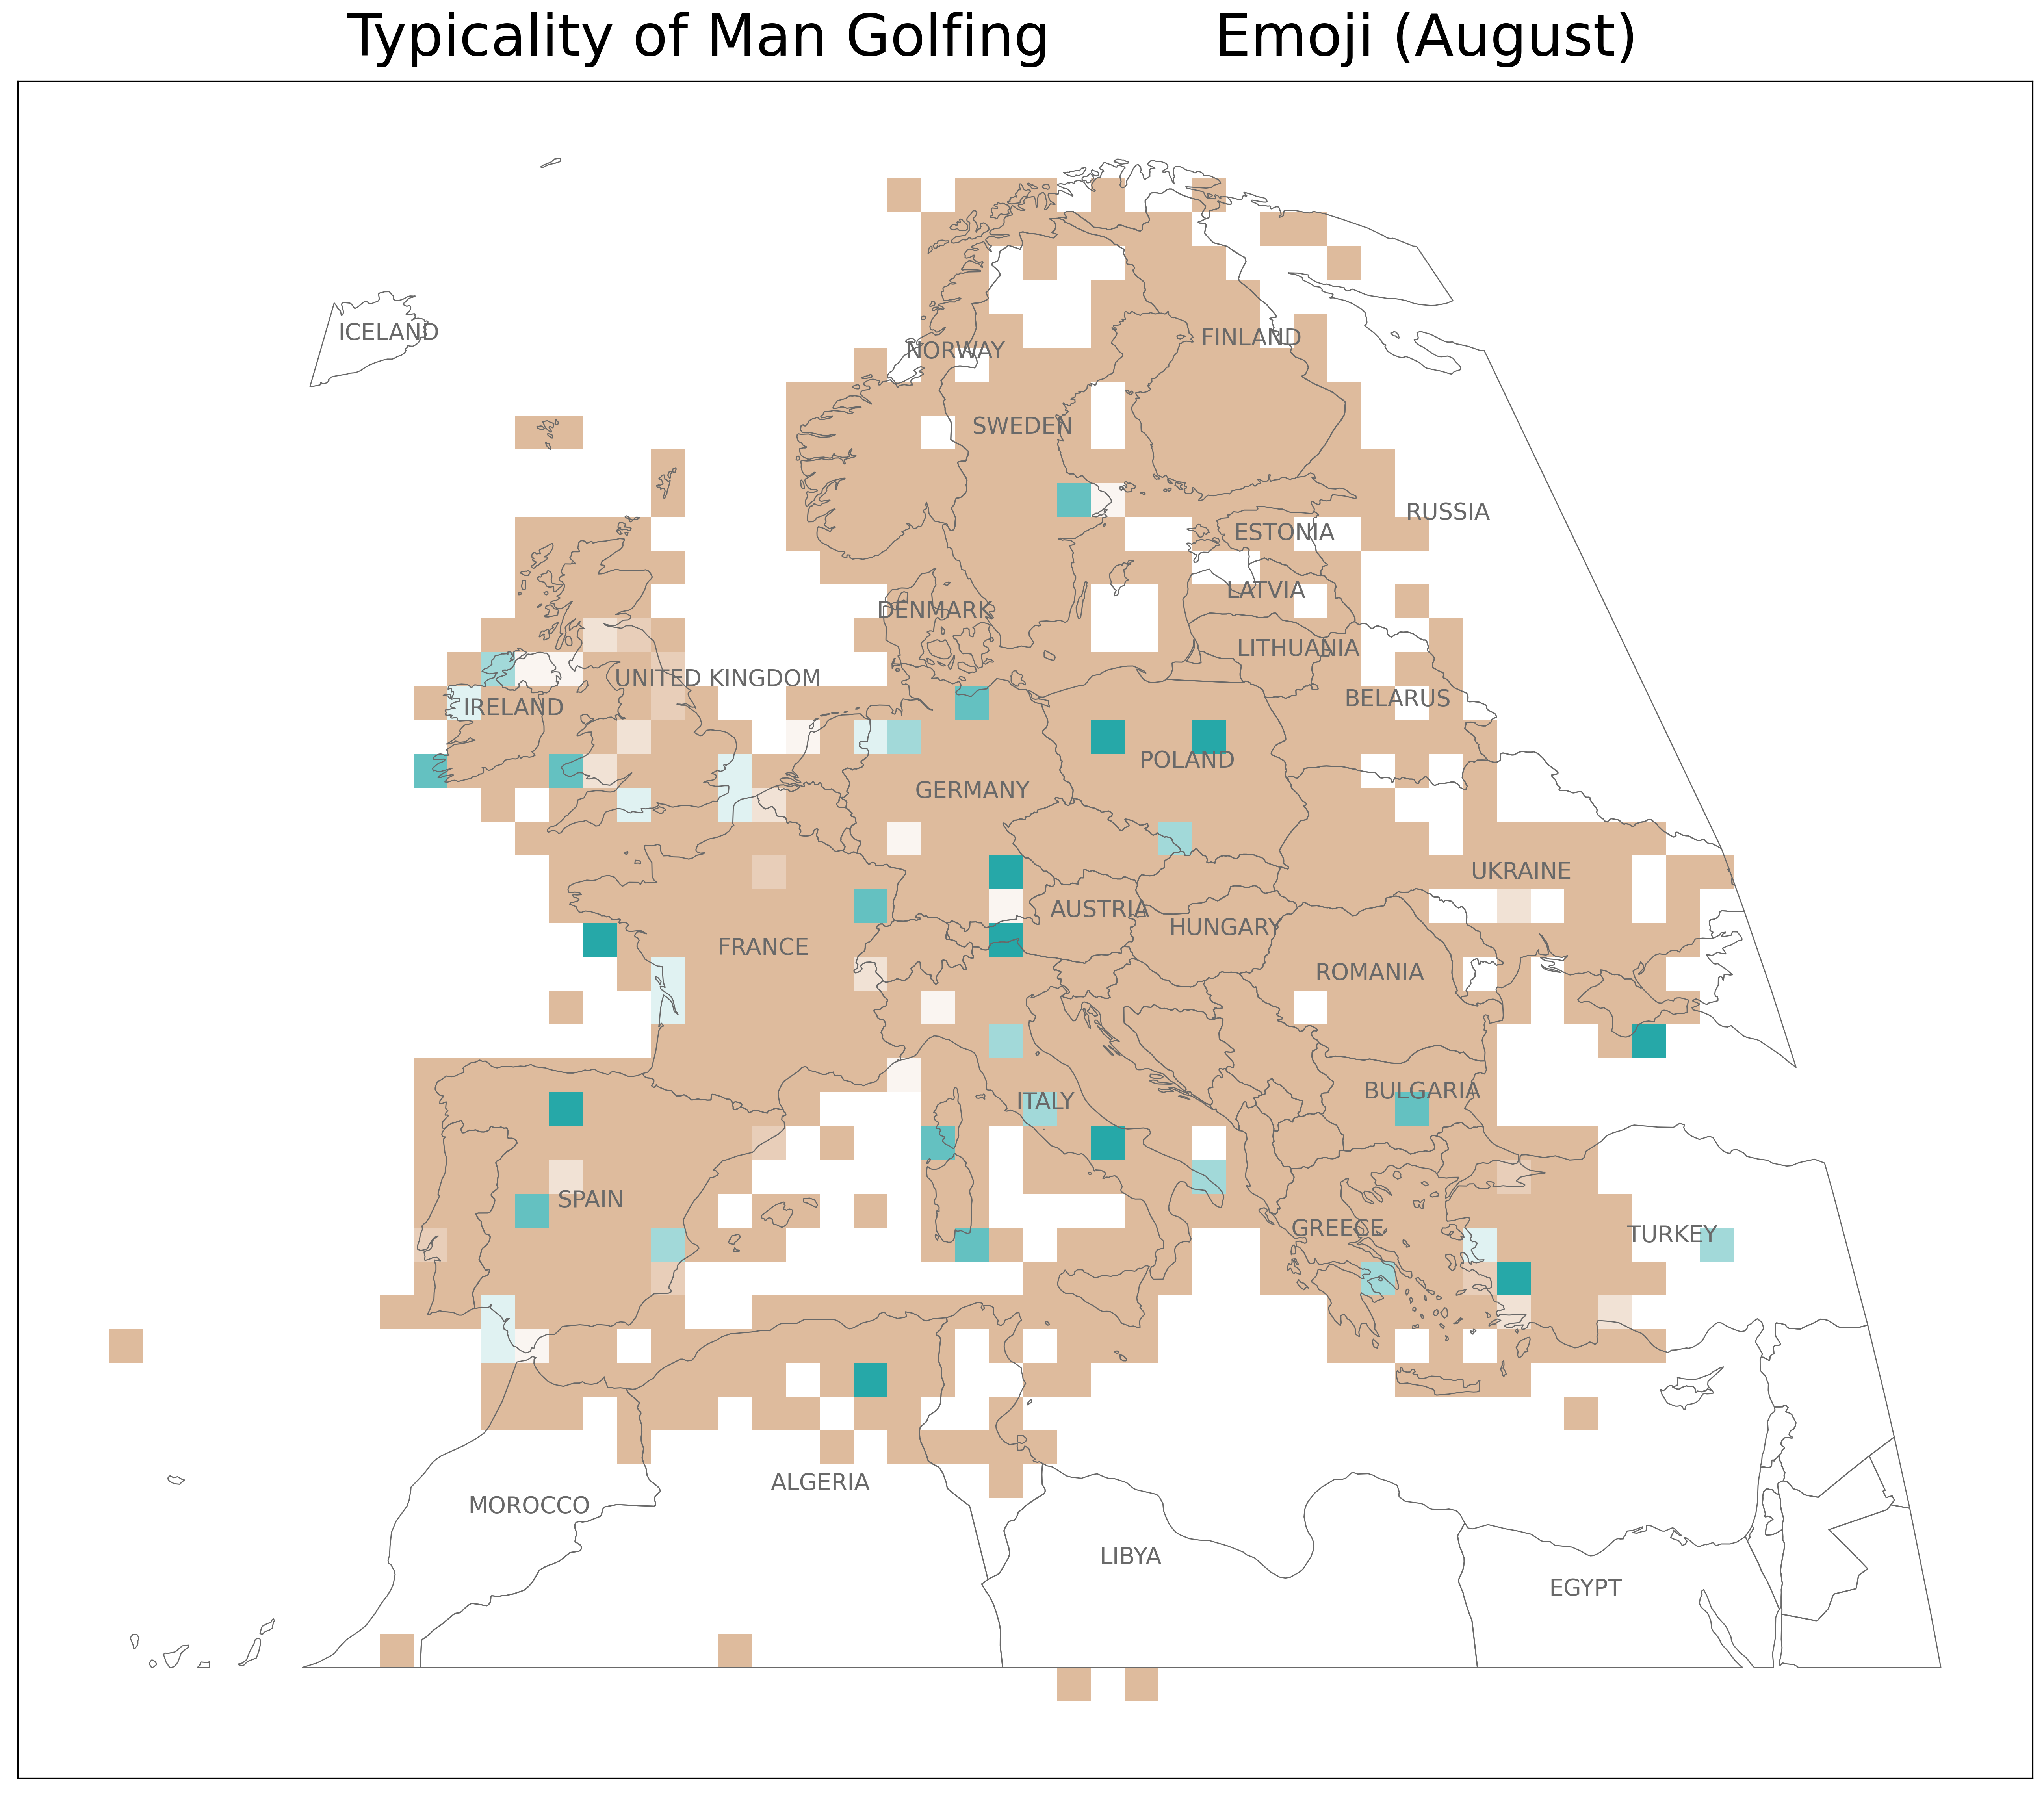 Typicality of Man Golfing Emoji (August)
ICELAND
NORWAY
FINLAND
SWEDEN
RUSSIA
ESTONIA
LATVIA
DENMARK
LITHUANIA
UNITED KINGDOM
BELARUS
IRELAND
POLAND
GERMANY
UKRAINE
AUSTRIA
HUNGARY
FRANCE
ROMANIA
BULGARIA
ITALY
SPAIN
GREECE
TURKEY
ALGERIA
MOROCCO
LIBYA
EGYPT